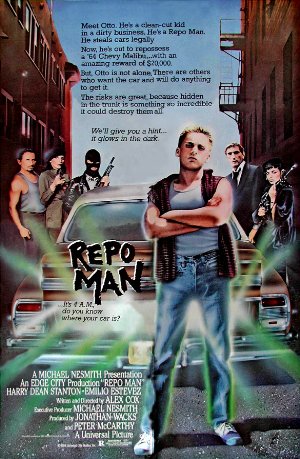 Meet Otto. He's a clean-cut kid
in a dirty business. He's a Repo Man.
He steals cars legally.
Now, he's out to repossess
a '64 Chevy Malibu,...with an
amazing reward of $20,000.
But, Otto is not alone. There are others
who want the car and will do anything
to get it.
The risks are great, because hidden
in the trunk is something so incredible
it could destroy them all.
We'll give you a hint...
it glows in the dark.
REPO
MAN
...It's 4 A.M.,
do you know
where your car is?
A MICHAEL NESMITH Presentation
An EDGE CITY Production "REPO MAN"
HARRY DEAN STANTON • EMILIO ESTEVEZ
Written and Directed by ALEX COX
Executive Producer MICHAEL NESMITH
Produced by JONATHAN WACKS
and PETER McCARTHY
A Universal Picture
R